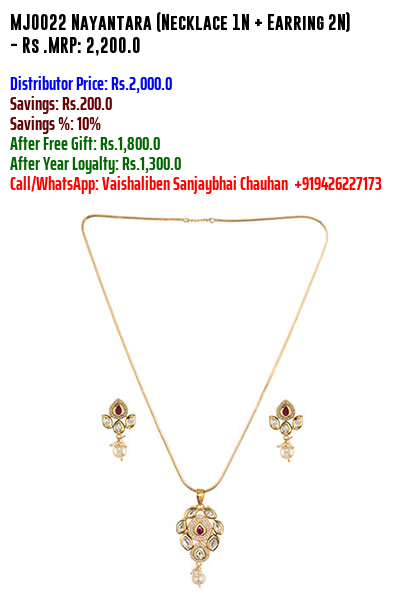 MJ0022 Nayantara (Necklace 1N + Earring 2N)
- Rs .MRP: 2,200.0
Distributor Price: Rs.2,000.0
Savings: Rs.200.0
Savings %: 10%
After Free Gift: Rs.1,800.0
After Year Loyalty: Rs.1,300.0
Call/WhatsApp: Vaishaliben Sanjaybhai Chauhan +919426227173